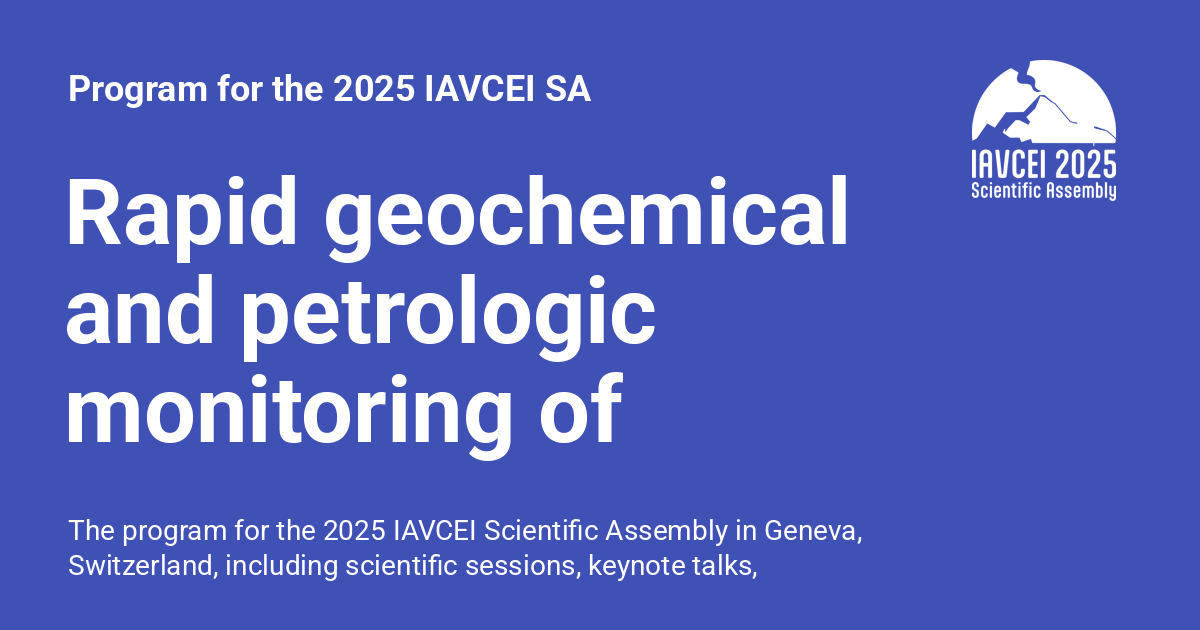 Program for the 2025 IAVCEI SA
IAVCEI 2025
Scientific Assembly
Rapid geochemical
and petrologic
monitoring of
The program for the 2025 IAVCEI Scientific Assembly in Geneva,
Switzerland, including scientific sessions, keynote talks,